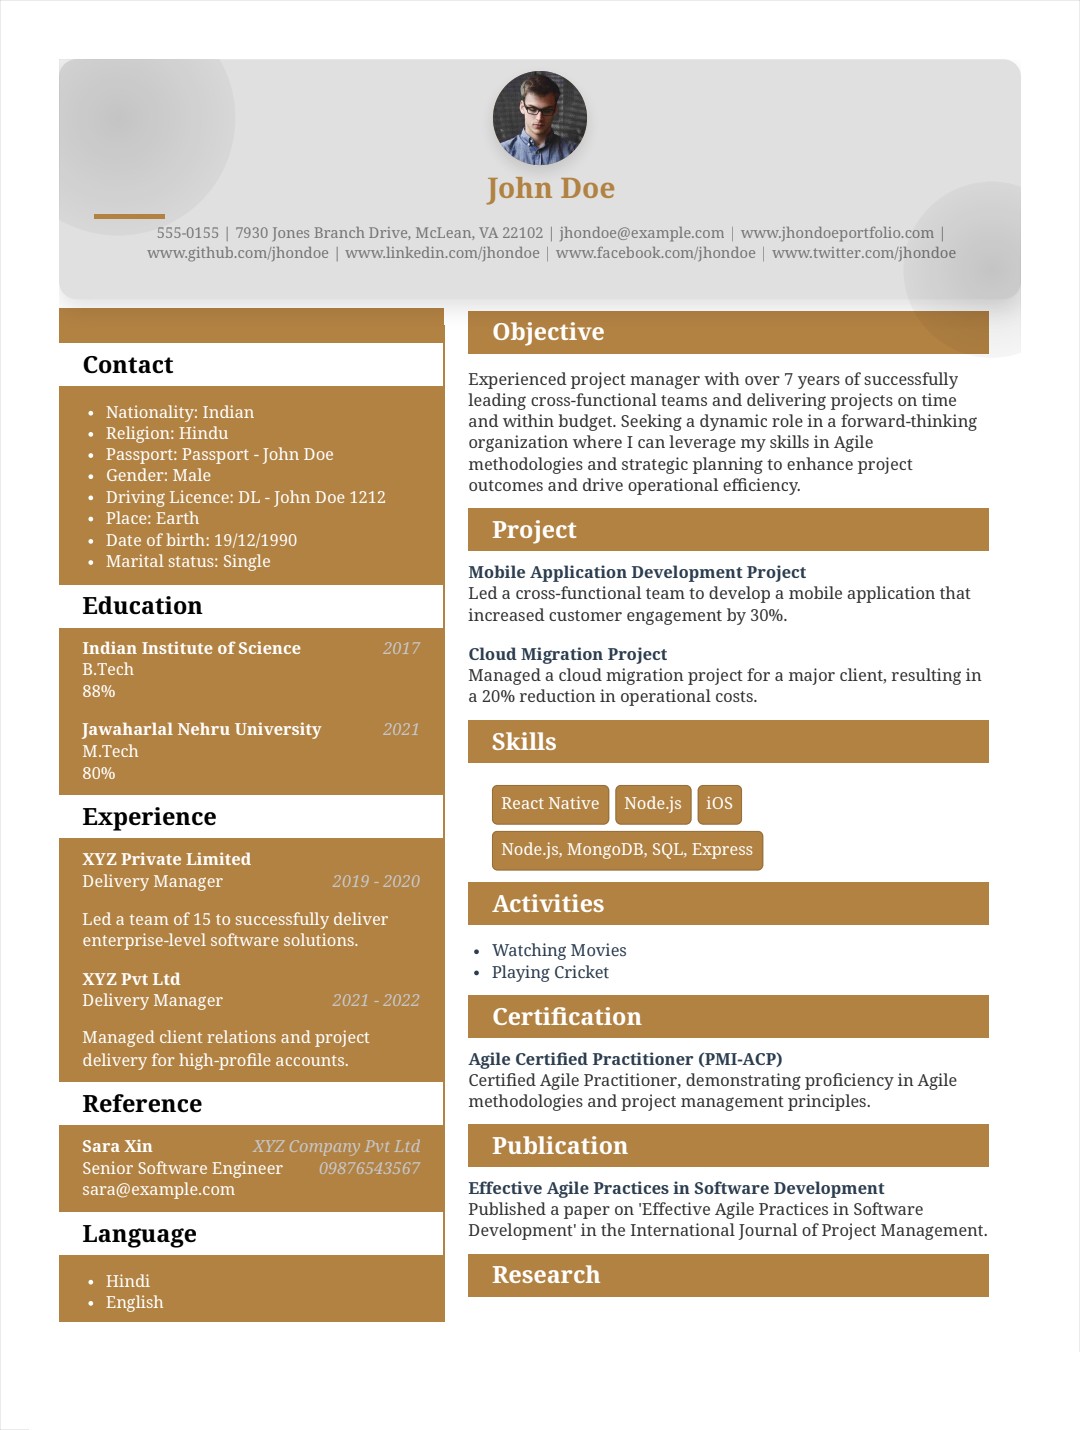 John Doe
555-0155 | 7930 Jones Branch Drive, McLean, VA 22102 | jhondoe@example.com | www.jhondoeportfolio.com |
www.github.com/jhondoe | www.linkedin.com/jhondoe | www.facebook.com/jhondoe | www.twitter.com/jhondoe
Contact
• Nationality: Indian
• Religion: Hindu
• Passport: Passport - John Doe
• Gender: Male
• Driving Licence: DL - John Doe 1212
• Place: Earth
• Date of birth: 19/12/1990
• Marital status: Single
Education
Indian Institute of Science 2017
B.Tech
88%
Jawaharlal Nehru University 2021
M.Tech
80%
Experience
XYZ Private Limited
Delivery Manager 2019 - 2020
Led a team of 15 to successfully deliver
enterprise-level software solutions.
XYZ Pvt Ltd
Delivery Manager 2021 - 2022
Managed client relations and project
delivery for high-profile accounts.
Reference
Sara Xin XYZ Company Pvt Ltd
Senior Software Engineer 09876543567
sara@example.com
Language
• Hindi
• English
Objective
Experienced project manager with over 7 years of successfully
leading cross-functional teams and delivering projects on time
and within budget. Seeking a dynamic role in a forward-thinking
organization where I can leverage my skills in Agile
methodologies and strategic planning to enhance project
outcomes and drive operational efficiency.
Project
Mobile Application Development Project
Led a cross-functional team to develop a mobile application that
increased customer engagement by 30%.
Cloud Migration Project
Managed a cloud migration project for a major client, resulting in
a 20% reduction in operational costs.
Skills
React Native Node.js iOS
Node.js, MongoDB, SQL, Express
Activities
• Watching Movies
• Playing Cricket
Certification
Agile Certified Practitioner (PMI-ACP)
Certified Agile Practitioner, demonstrating proficiency in Agile
methodologies and project management principles.
Publication
Effective Agile Practices in Software Development
Published a paper on 'Effective Agile Practices in Software
Development' in the International Journal of Project Management.
Research